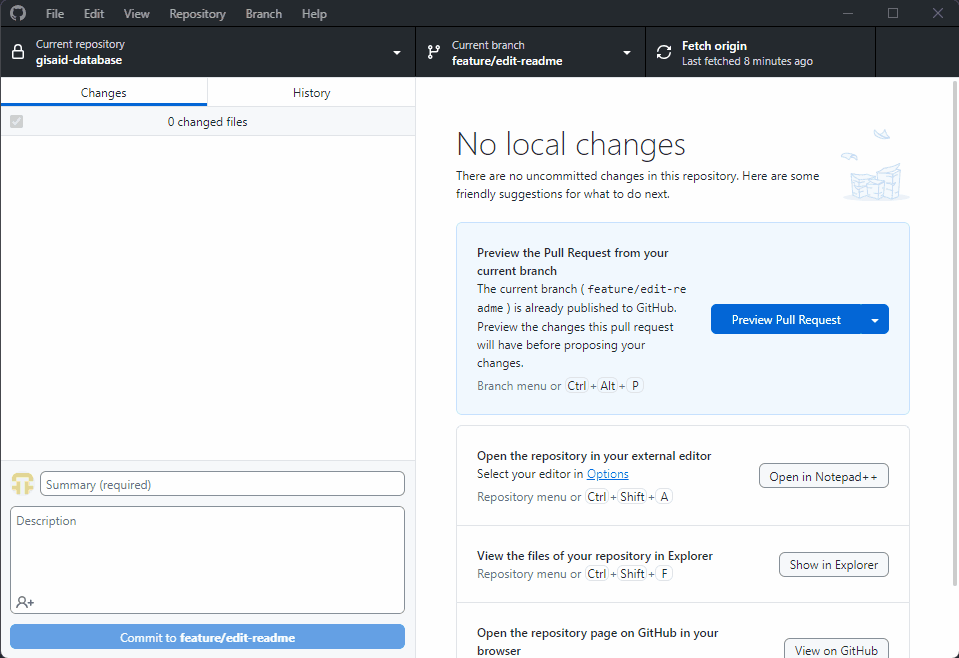 File Edit View Repository Branch Help
Current repository
gisaid-database
Current branch
feature/edit-readme
Fetch origin
Last fetched 8 minutes ago
Changes
History
0 changed files
No local changes
There are no uncommitted changes in this repository. Here are some
friendly suggestions for what to do next.
Preview the Pull Request from your
current branch
The current branch ( feature/edit-re
adme ) is already published to GitHub.
Preview the changes this pull request
will have before proposing your
changes.
Branch menu or Ctrl + Alt + P
Preview Pull Request
Open the repository in your external editor
Select your editor in Options
Repository menu or Ctrl + Shift + A
Open in Notepad++
View the files of your repository in Explorer
Repository menu or Ctrl + Shift + F
Show in Explorer
Open the repository page on GitHub in your
browser
View on GitHub
Summary (required)
Description
Commit to feature/edit-readme